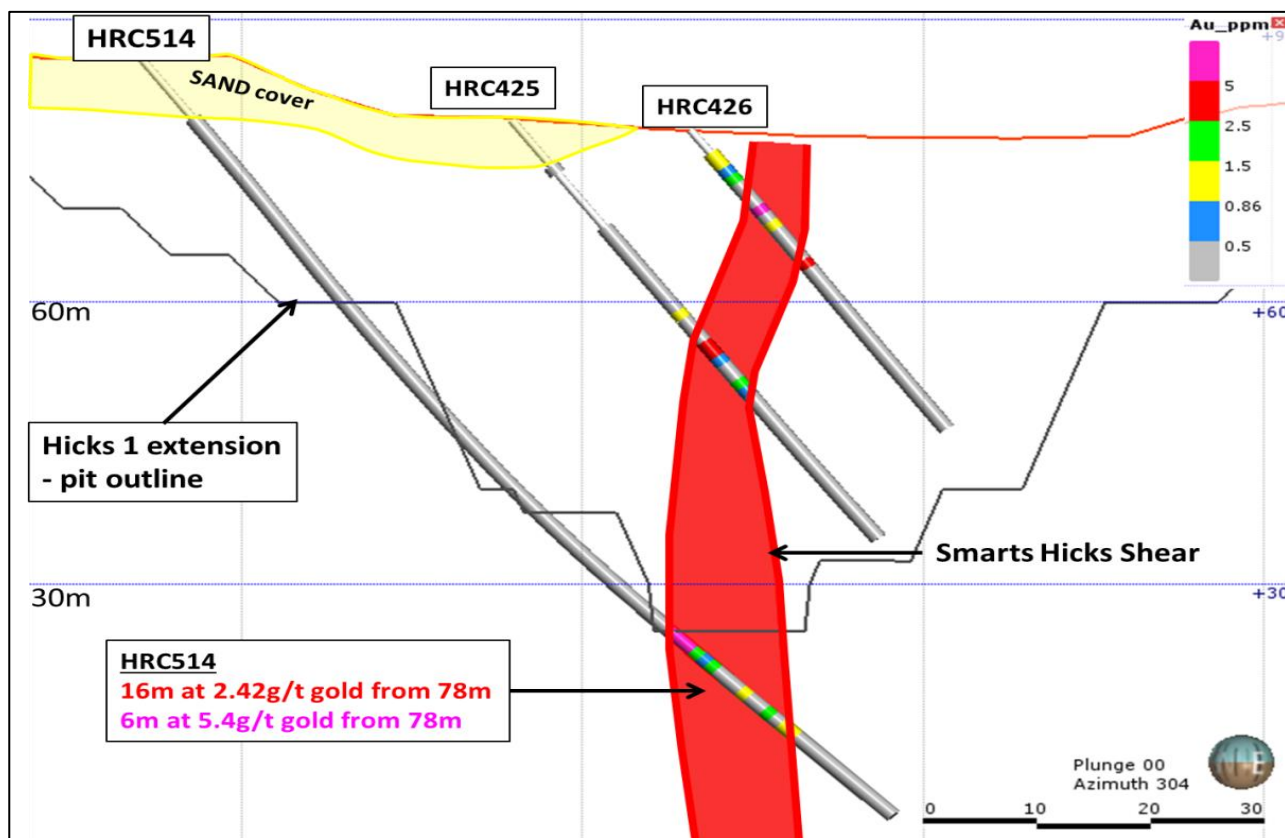 HRC514
SAND cover
HRC425
HRC426
Au_ppm
+9
5
2.5
1.5
0.86
0.5
60m
+60
Hicks 1 extension
- pit outline
Smarts Hicks Shear
30m
+30
HRC514
16m at 2.42g/t gold from 78m
6m at 5.4g/t gold from 78m
Plunge 00
Azimuth 304
E
0 10 20 30